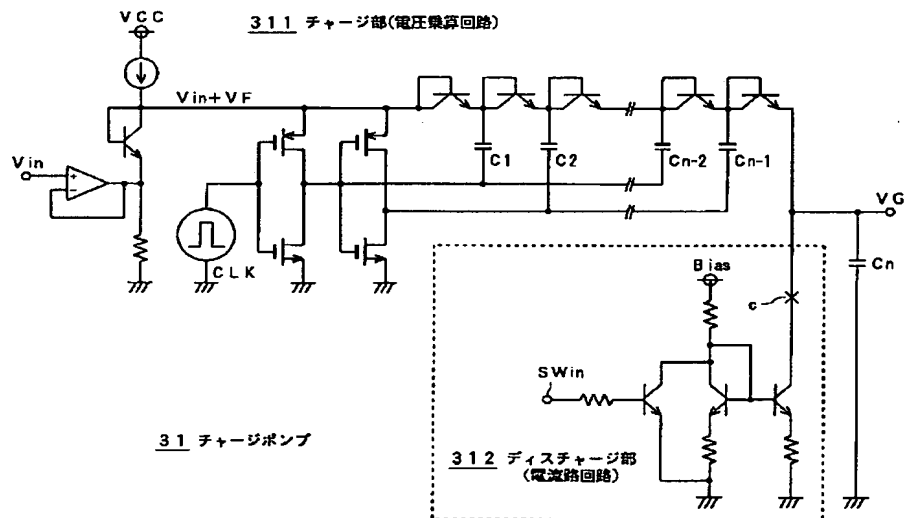 311 チャージ部(電圧乗算回路)
VCC
Vin+VF
Vin
+
-
CLK
C1
C2
Cn-2
Cn-1
VG
Cn
Bias
c
SWin
31 チャージポンプ
312 ディスチャージ部
(電流路回路)